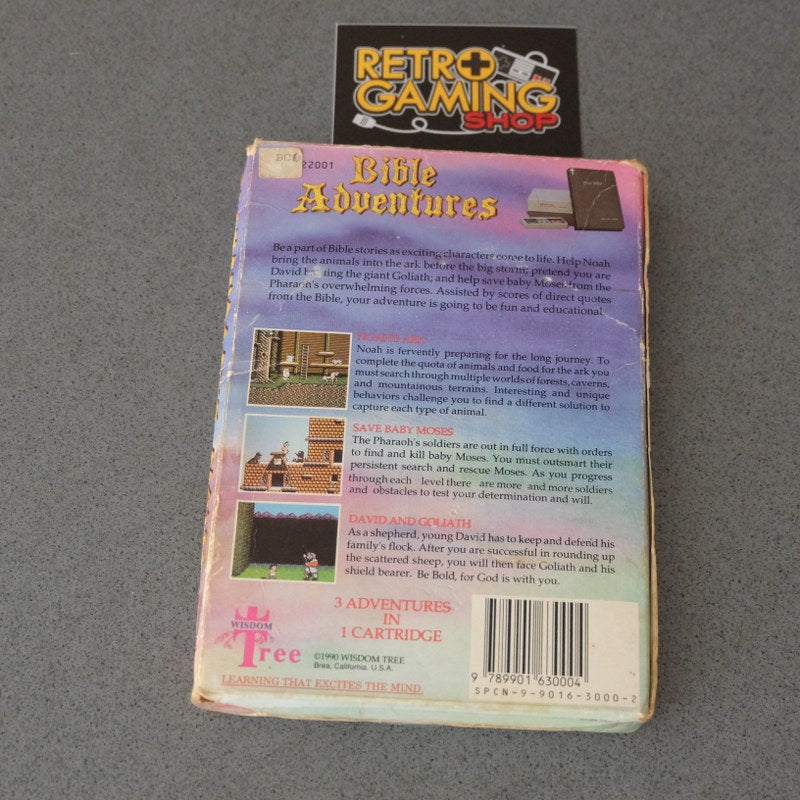 RETRO
GAMING
SHOP
22001
Bible
Adventures
Be a part of Bible stories as exciting characters come to life. Help Noah
bring the animals into the ark before the big storm; pretend you are
David the giant Goliath; and help save baby Moses from the
Pharaoh's overwhelming forces. Assisted by scores of direct quotes
from the Bible, your adventure is going to be fun and educational.
NOAH'S ARK
Noah is fervently preparing for the long journey. To
complete the quota of animals and food for the ark you
must search through multiple worlds of forests, caverns,
and mountainous terrains. Interesting and unique
behaviors challenge you to find a different solution to
capture each type of animal.
SAVE BABY MOSES
The Pharaoh's soldiers are out in full force with orders
to find and kill baby Moses. You must outsmart their
persistent search and rescue Moses. As you progress
through each level there are more and more soldiers
and obstacles to test your determination and will.
DAVID AND GOLIATH
As a shepherd, young David has to keep and defend his
family's flock. After you are successful in rounding up
the scattered sheep, you will then face Goliath and his
shield bearer. Be Bold, for God is with you.
3 ADVENTURES
IN
1 CARTRIDGE
WISDOM
Tree
©1990 WISDOM TREE
Brea, California, U.S.A.
LEARNING THAT EXCITES THE MIND.
9 789901 630004
SPCN-9-9016-3000-2